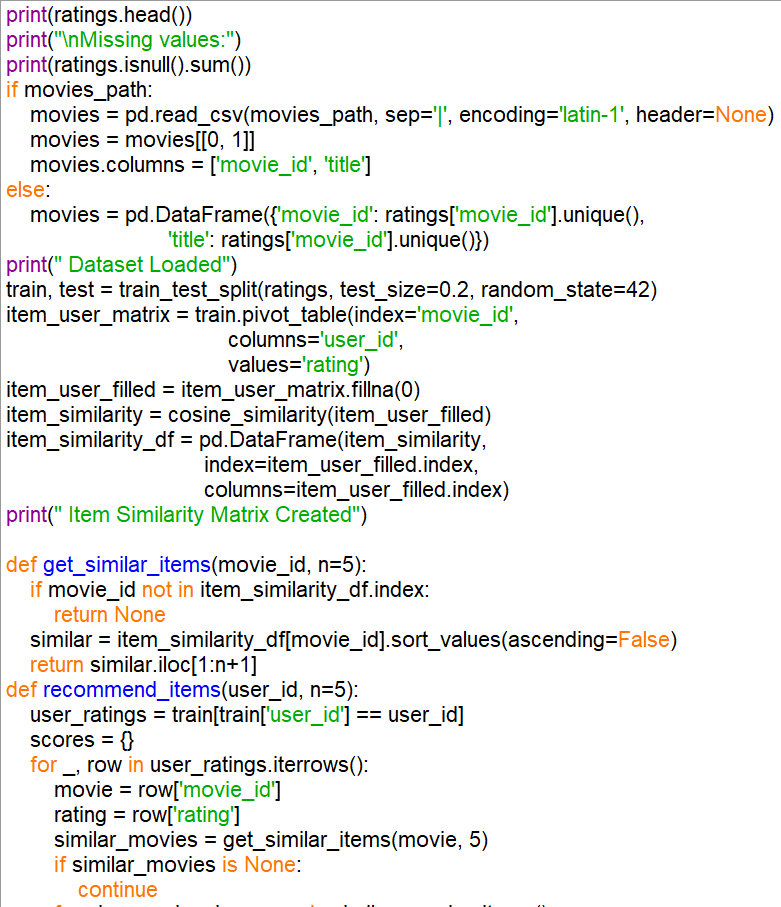 print(ratings.head())
print("\nMissing values:")
print(ratings.isnull().sum())
if movies_path:
    movies = pd.read_csv(movies_path, sep='|', encoding='latin-1', header=None)
    movies = movies[[0, 1]]
    movies.columns = ['movie_id', 'title']
else:
    movies = pd.DataFrame({'movie_id': ratings['movie_id'].unique(),
                           'title': ratings['movie_id'].unique()})
print(" Dataset Loaded")
train, test = train_test_split(ratings, test_size=0.2, random_state=42)
item_user_matrix = train.pivot_table(index='movie_id',
                                     columns='user_id',
                                     values='rating')
item_user_filled = item_user_matrix.fillna(0)
item_similarity = cosine_similarity(item_user_filled)
item_similarity_df = pd.DataFrame(item_similarity,
                                 index=item_user_filled.index,
                                 columns=item_user_filled.index)
print(" Item Similarity Matrix Created")

def get_similar_items(movie_id, n=5):
    if movie_id not in item_similarity_df.index:
        return None
    similar = item_similarity_df[movie_id].sort_values(ascending=False)
    return similar.iloc[1:n+1]
def recommend_items(user_id, n=5):
    user_ratings = train[train['user_id'] == user_id]
    scores = {}
    for _, row in user_ratings.iterrows():
        movie = row['movie_id']
        rating = row['rating']
        similar_movies = get_similar_items(movie, 5)
        if similar_movies is None:
            continue